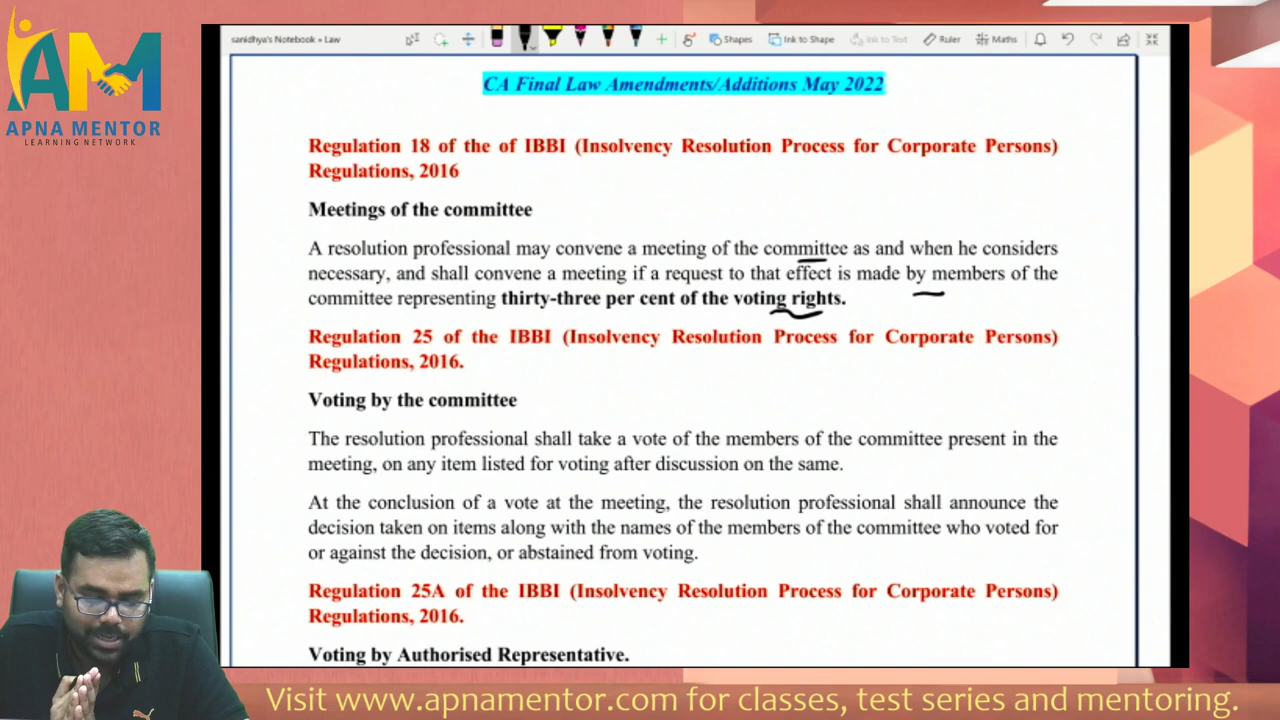 AM
APNA MENTOR
LEARNING NETWORK
sanidhya's Notebook » Law
Shapes
Ink to Shape
Ink to Text
Ruler
Maths
CA Final Law Amendments/Additions May 2022
Regulation 18 of the of IBBI (Insolvency Resolution Process for Corporate Persons)
Regulations, 2016
Meetings of the committee
A resolution professional may convene a meeting of the committee as and when he considers
necessary, and shall convene a meeting if a request to that effect is made by members of the
committee representing thirty-three per cent of the voting rights.
Regulation 25 of the IBBI (Insolvency Resolution Process for Corporate Persons)
Regulations, 2016.
Voting by the committee
The resolution professional shall take a vote of the members of the committee present in the
meeting, on any item listed for voting after discussion on the same.
At the conclusion of a vote at the meeting, the resolution professional shall announce the
decision taken on items along with the names of the members of the committee who voted for
or against the decision, or abstained from voting.
Regulation 25A of the IBBI (Insolvency Resolution Process for Corporate Persons)
Regulations, 2016.
Voting by Authorised Representative.
Visit www.apnamentor.com for classes, test series and mentoring.